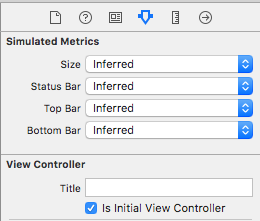 Simulated Metrics
Size Inferred
Status Bar Inferred
Top Bar Inferred
Bottom Bar Inferred
View Controller
Title
Is Initial View Controller